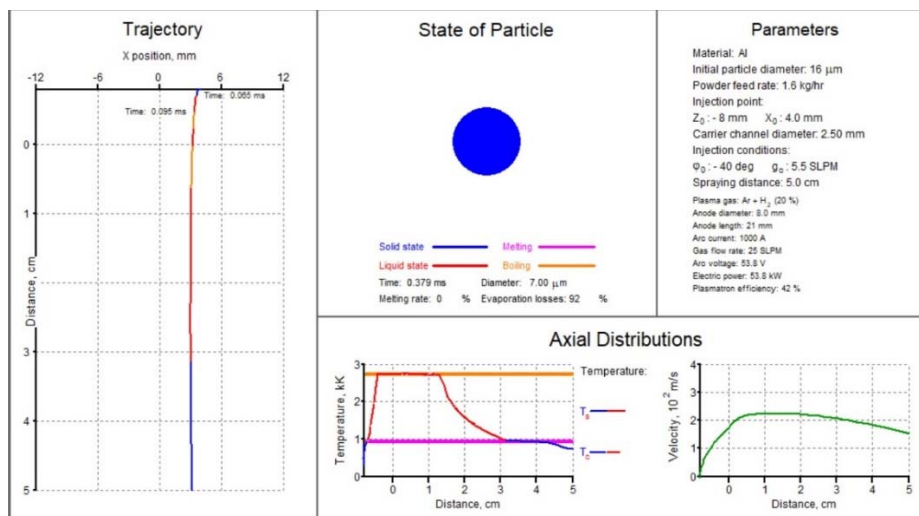 Trajectory
X position, mm
-12 -6 0 6 12
Time: 0.065 ms
Time: 0.095 ms
0
1
3
4
5
Distance, cm
State of Particle
Solid state
Melting
Liquid state
Boiling
Time: 0.379 ms Diameter: 7.00 μm
Melting rate: 0 % Evaporation losses: 92 %
Parameters
Material: Al
Initial particle diameter: 16 μm
Powder feed rate: 1.6 kg/hr
Injection point:
Z₀ : - 8 mm X₀ : 4.0 mm
Carrier channel diameter: 2.50 mm
Injection conditions:
φ₀ : - 40 deg g₀ : 5.5 SLPM
Spraying distance: 5.0 cm
Plasma gas: Ar + H₂ (20 %)
Anode diameter: 8.0 mm
Anode length: 21 mm
Arc current: 1000 A
Gas flow rate: 25 SLPM
Arc voltage: 53.8 V
Electric power: 53.8 kW
Plasmatron efficiency: 42 %
Axial Distributions
Temperature, kK
3
2
1
0
0 1 2 3 4 5
Distance, cm
Temperature:
Tₛ
T꜀
Velocity, 10² m/s
4
3
2
1
0
0 1 2 3 4 5
Distance, cm